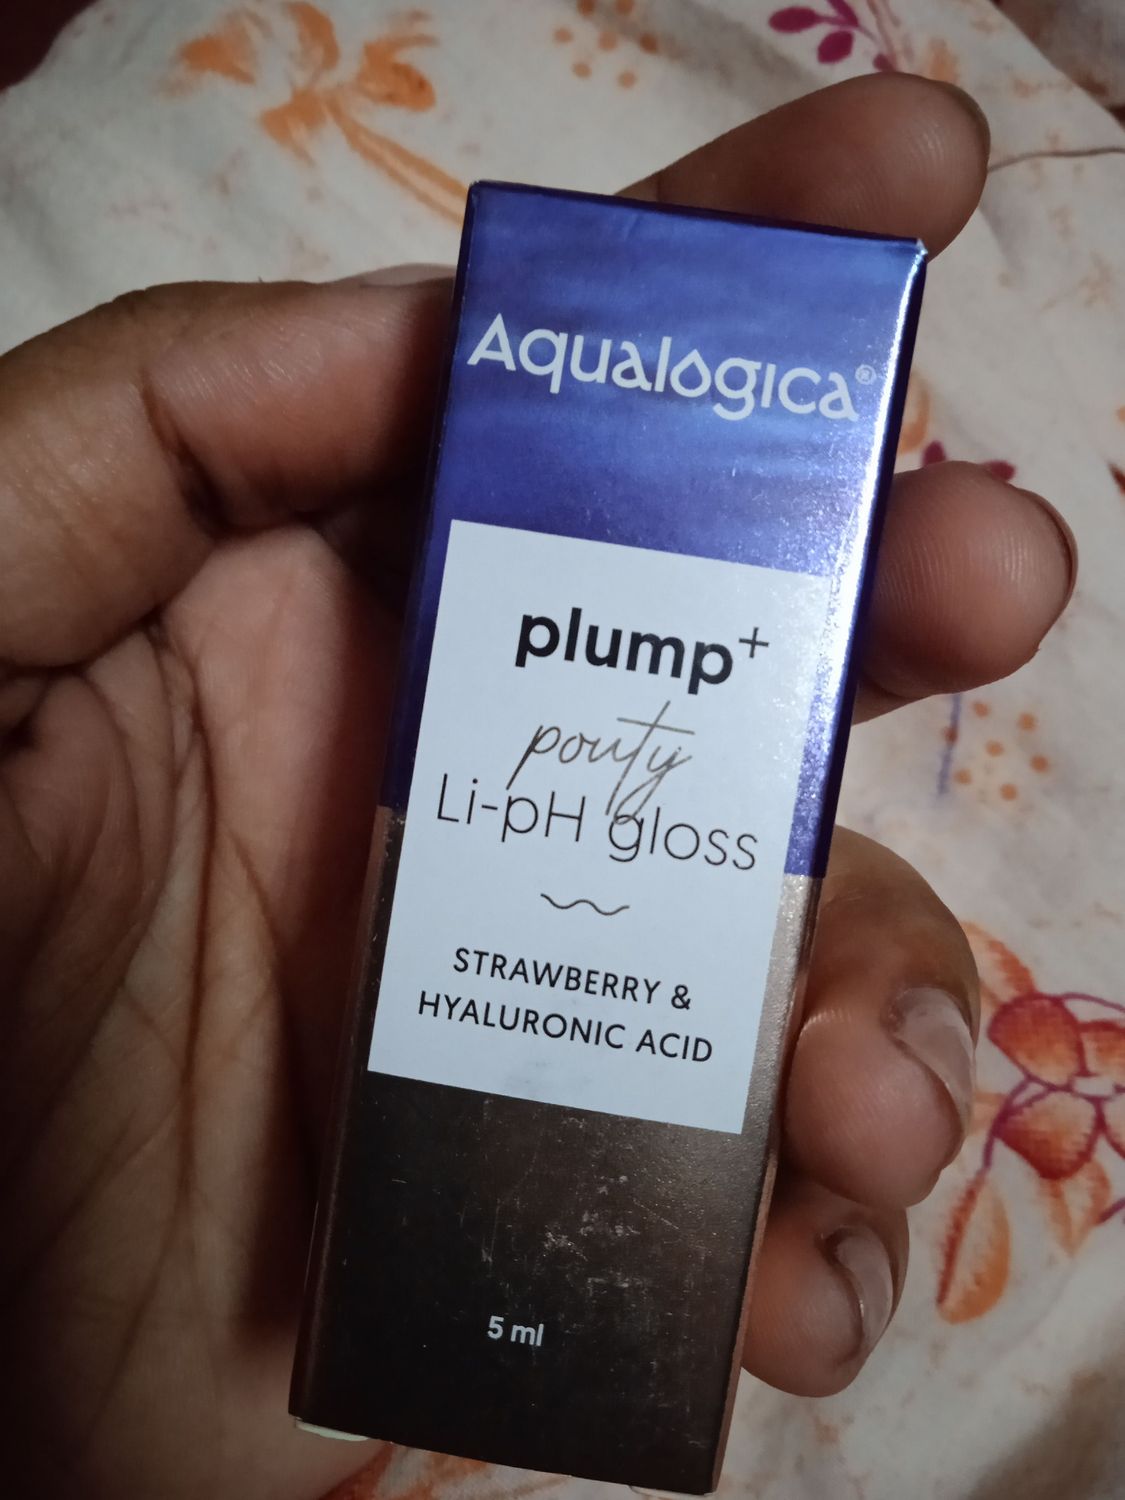 Aqualogica®
plump+
pouty
Li-pH gloss
STRAWBERRY &
HYALURONIC ACID
5 ml